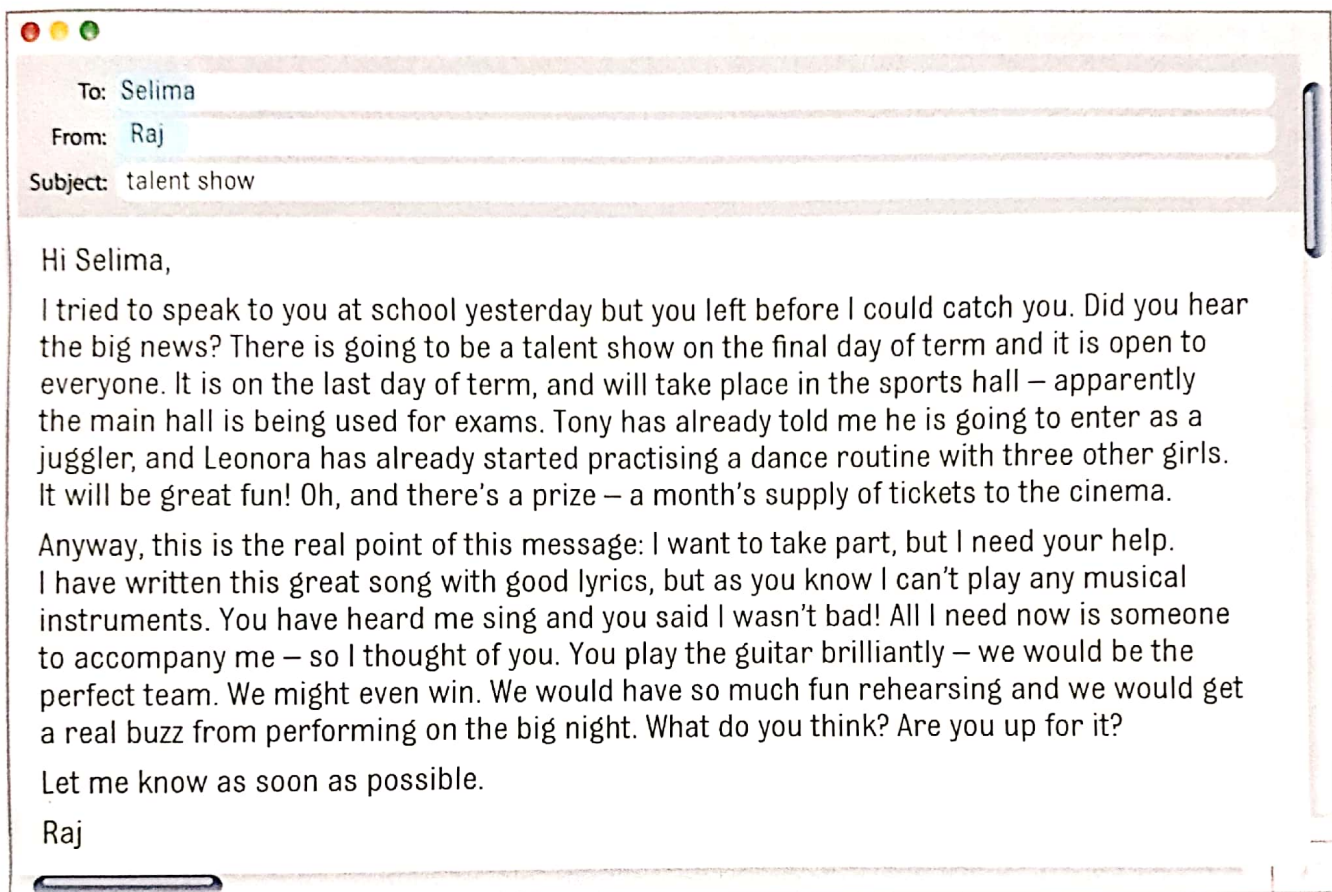 To: Selima
From: Raj
Subject: talent show
Hi Selima,
I tried to speak to you at school yesterday but you left before I could catch you. Did you hear
the big news? There is going to be a talent show on the final day of term and it is open to
everyone. It is on the last day of term, and will take place in the sports hall – apparently
the main hall is being used for exams. Tony has already told me he is going to enter as a
juggler, and Leonora has already started practising a dance routine with three other girls.
It will be great fun! Oh, and there's a prize – a month's supply of tickets to the cinema.
Anyway, this is the real point of this message: I want to take part, but I need your help.
I have written this great song with good lyrics, but as you know I can't play any musical
instruments. You have heard me sing and you said I wasn't bad! All I need now is someone
to accompany me – so I thought of you. You play the guitar brilliantly – we would be the
perfect team. We might even win. We would have so much fun rehearsing and we would get
a real buzz from performing on the big night. What do you think? Are you up for it?
Let me know as soon as possible.
Raj